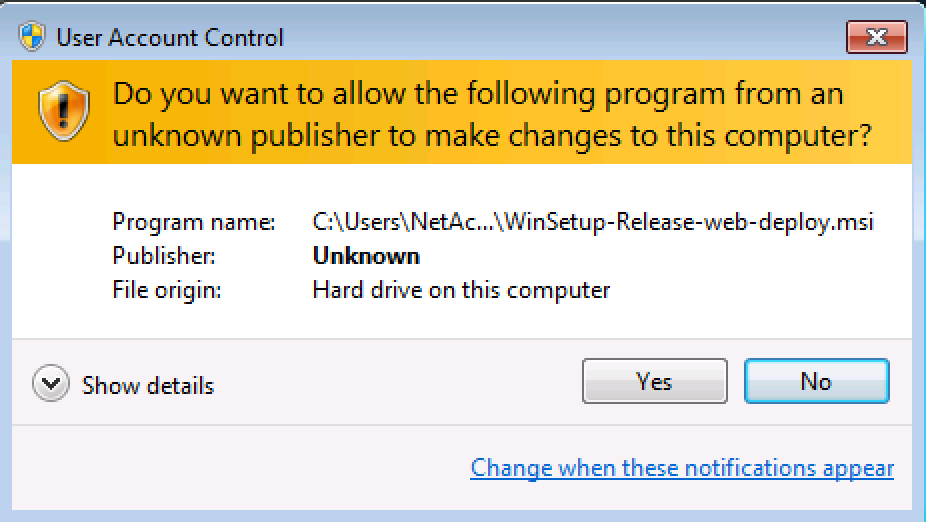 User Account Control
Do you want to allow the following program from an
unknown publisher to make changes to this computer?
Program name: C:\Users\NetAc...\WinSetup-Release-web-deploy.msi
Publisher: Unknown
File origin: Hard drive on this computer
Show details Yes No
Change when these notifications appear